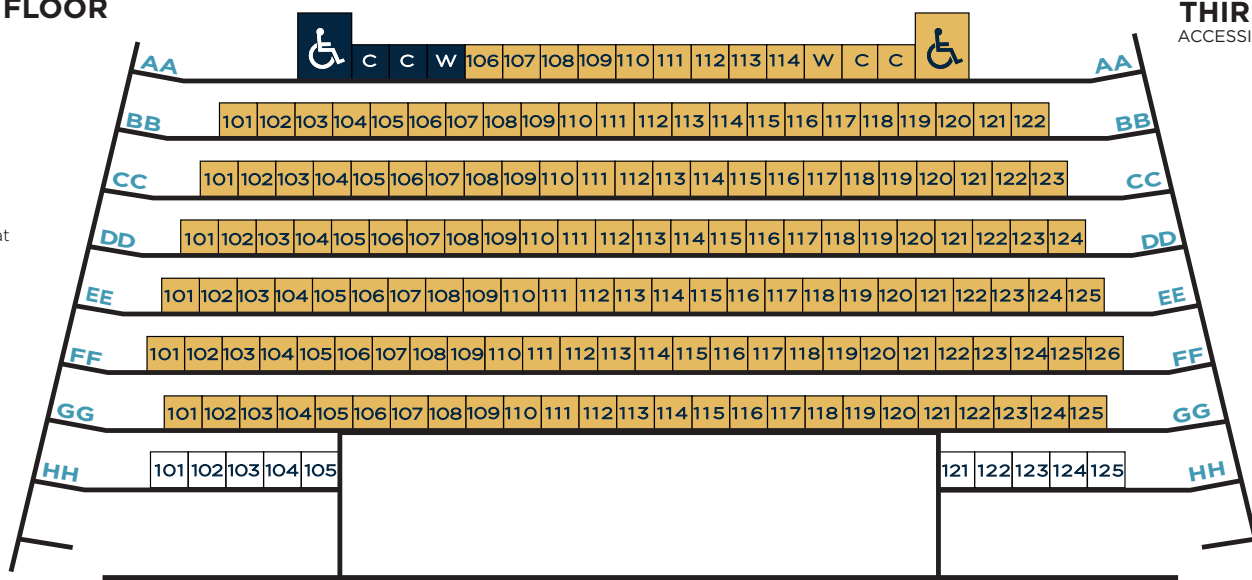 FLOOR
THIR
ACCESSI
AA C C W 106 107 108 109 110 111 112 113 114 W C C AA
BB 101 102 103 104 105 106 107 108 109 110 111 112 113 114 115 116 117 118 119 120 121 122 BB
CC 101 102 103 104 105 106 107 108 109 110 111 112 113 114 115 116 117 118 119 120 121 122 123 CC
at
DD 101 102 103 104 105 106 107 108 109 110 111 112 113 114 115 116 117 118 119 120 121 122 123 124 DD
EE 101 102 103 104 105 106 107 108 109 110 111 112 113 114 115 116 117 118 119 120 121 122 123 124 125 EE
FF 101 102 103 104 105 106 107 108 109 110 111 112 113 114 115 116 117 118 119 120 121 122 123 124 125 126 FF
GG 101 102 103 104 105 106 107 108 109 110 111 112 113 114 115 116 117 118 119 120 121 122 123 124 125 GG
HH 101 102 103 104 105 121 122 123 124 125 HH